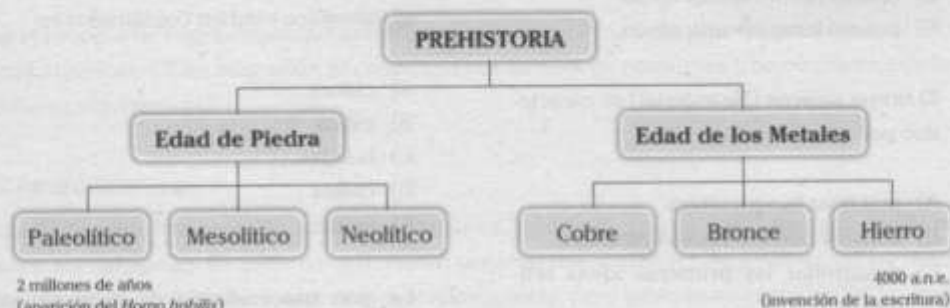 PREHISTORIA
Edad de Piedra
Edad de los Metales
Paleolítico
Mesolítico
Neolítico
Cobre
Bronce
Hierro
2 millones de años
(aparición del Homo habilis)
4000 a.n.e.
(invención de la escritura)